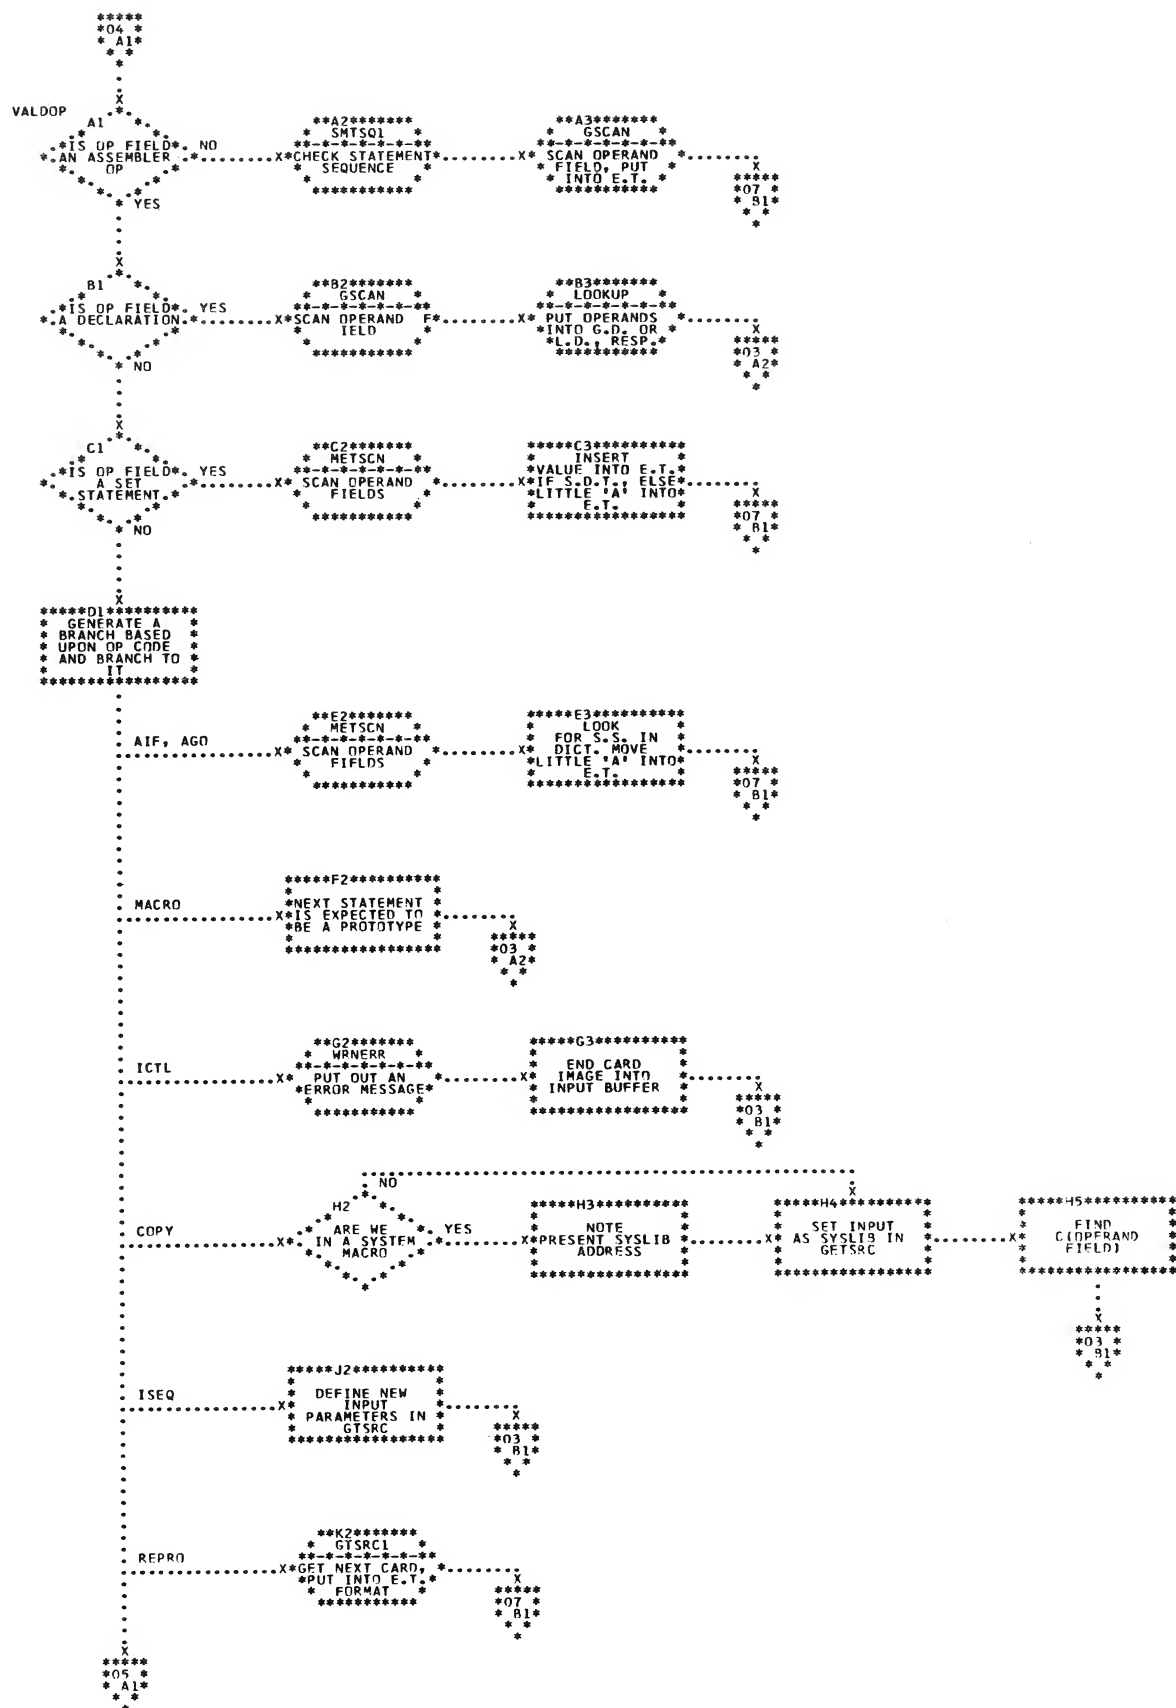 04
A1
VALDOP
A1
IS OP FIELD
AN ASSEMBLER
OP
NO
YES
A2
SMTSQ1
CHECK STATEMENT
SEQUENCE
A3
GSCAN
SCAN OPERAND
FIELD, PUT
INTO E.T.
07
B1
B1
IS OP FIELD
A DECLARATION
YES
NO
B2
GSCAN
SCAN OPERAND F
IELD
B3
LOOKUP
PUT OPERANDS
INTO G.D. OR
L.D., RESP.
03
A2
C1
IS OP FIELD
A SET
STATEMENT
YES
NO
C2
METSCN
SCAN OPERAND
FIELDS
C3
INSERT
VALUE INTO E.T.
IF S.D.T., ELSE
LITTLE 'A' INTO
E.T.
07
B1
D1
GENERATE A
BRANCH BASED
UPON OP CODE
AND BRANCH TO
IT
AIF, AGO
E2
METSCN
SCAN OPERAND
FIELDS
E3
LOOK
FOR S.S. IN
DICT. MOVE
LITTLE 'A' INTO
E.T.
07
B1
MACRO
F2
NEXT STATEMENT
IS EXPECTED TO
BE A PROTOTYPE
03
A2
ICTL
G2
WRNERR
PUT OUT AN
ERROR MESSAGE
G3
END CARD
IMAGE INTO
INPUT BUFFER
03
B1
COPY
H2
ARE WE
IN A SYSTEM
MACRO
NO
YES
H3
NOTE
PRESENT SYSLIB
ADDRESS
H4
SET INPUT
AS SYSLIB IN
GETSRC
H5
FIND
C(OPERAND
FIELD)
03
B1
ISEQ
J2
DEFINE NEW
INPUT
PARAMETERS IN
GTSRC
03
B1
REPRO
K2
GTSRC1
GET NEXT CARD,
PUT INTO E.T.
FORMAT
07
B1
05
A1